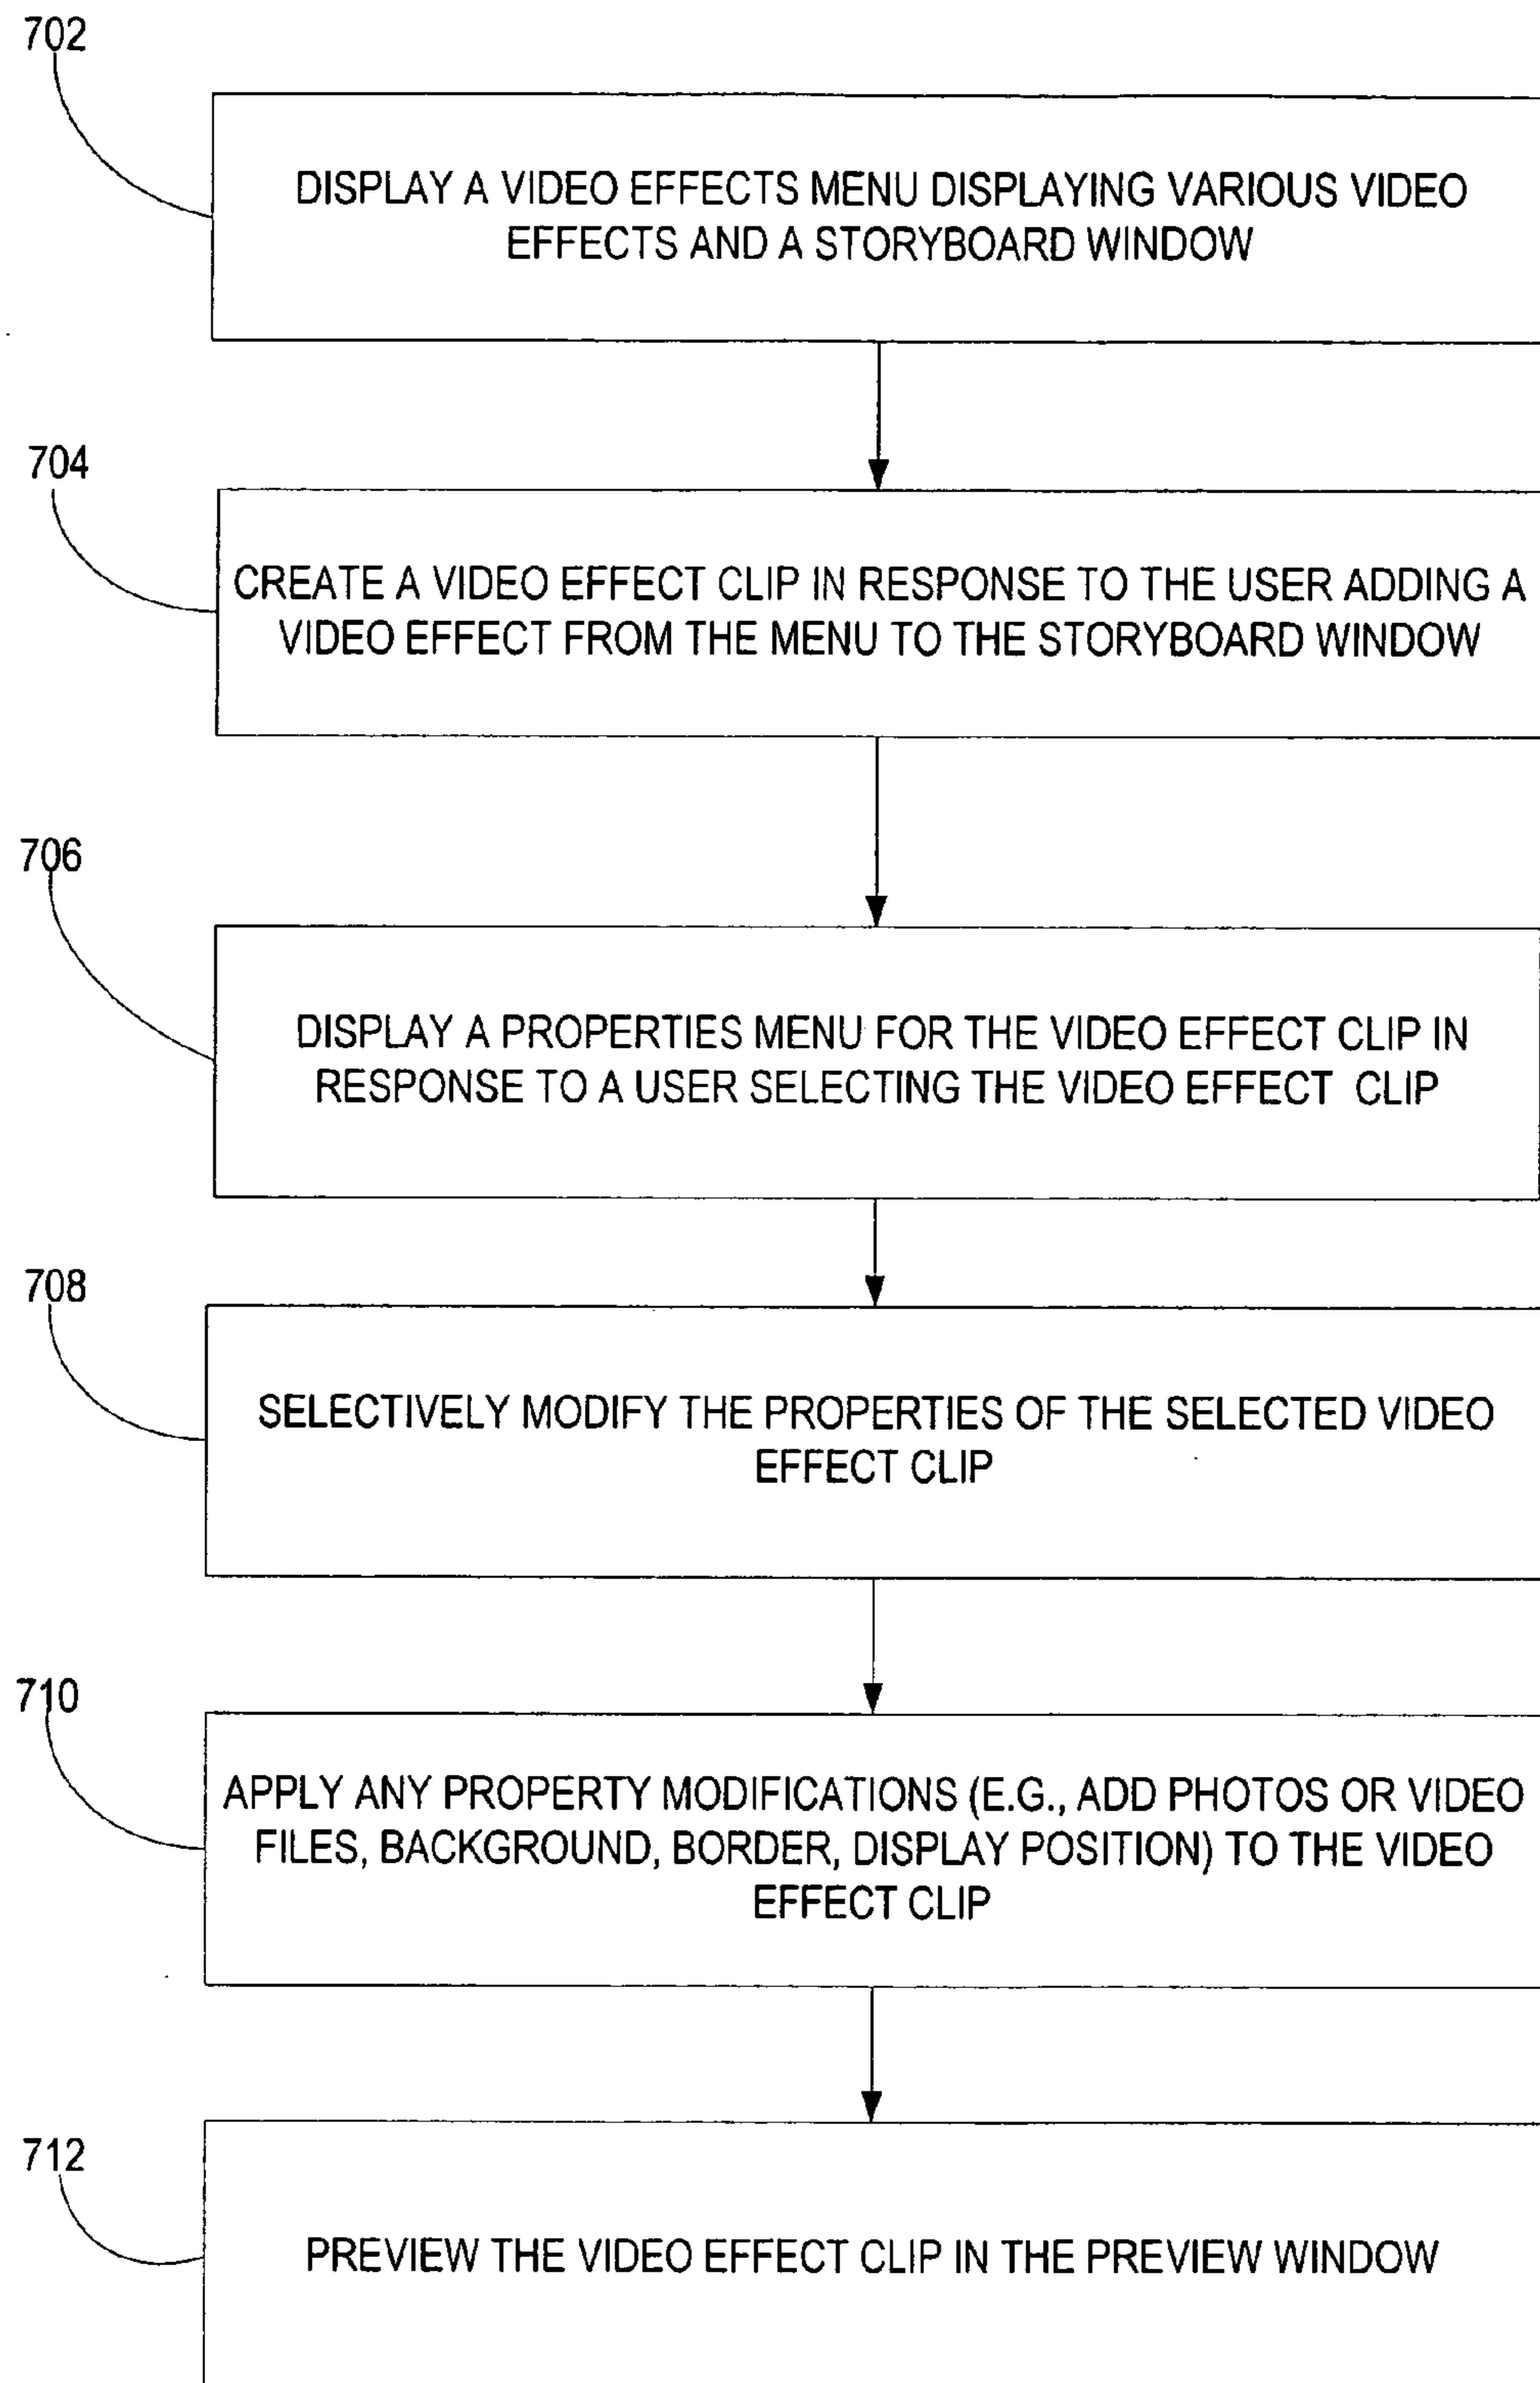 702
DISPLAY A VIDEO EFFECTS MENU DISPLAYING VARIOUS VIDEO
EFFECTS AND A STORYBOARD WINDOW
704
CREATE A VIDEO EFFECT CLIP IN RESPONSE TO THE USER ADDING A
VIDEO EFFECT FROM THE MENU TO THE STORYBOARD WINDOW
706
DISPLAY A PROPERTIES MENU FOR THE VIDEO EFFECT CLIP IN
RESPONSE TO A USER SELECTING THE VIDEO EFFECT CLIP
708
SELECTIVELY MODIFY THE PROPERTIES OF THE SELECTED VIDEO
EFFECT CLIP
710
APPLY ANY PROPERTY MODIFICATIONS (E.G., ADD PHOTOS OR VIDEO
FILES, BACKGROUND, BORDER, DISPLAY POSITION) TO THE VIDEO
EFFECT CLIP
712
PREVIEW THE VIDEO EFFECT CLIP IN THE PREVIEW WINDOW